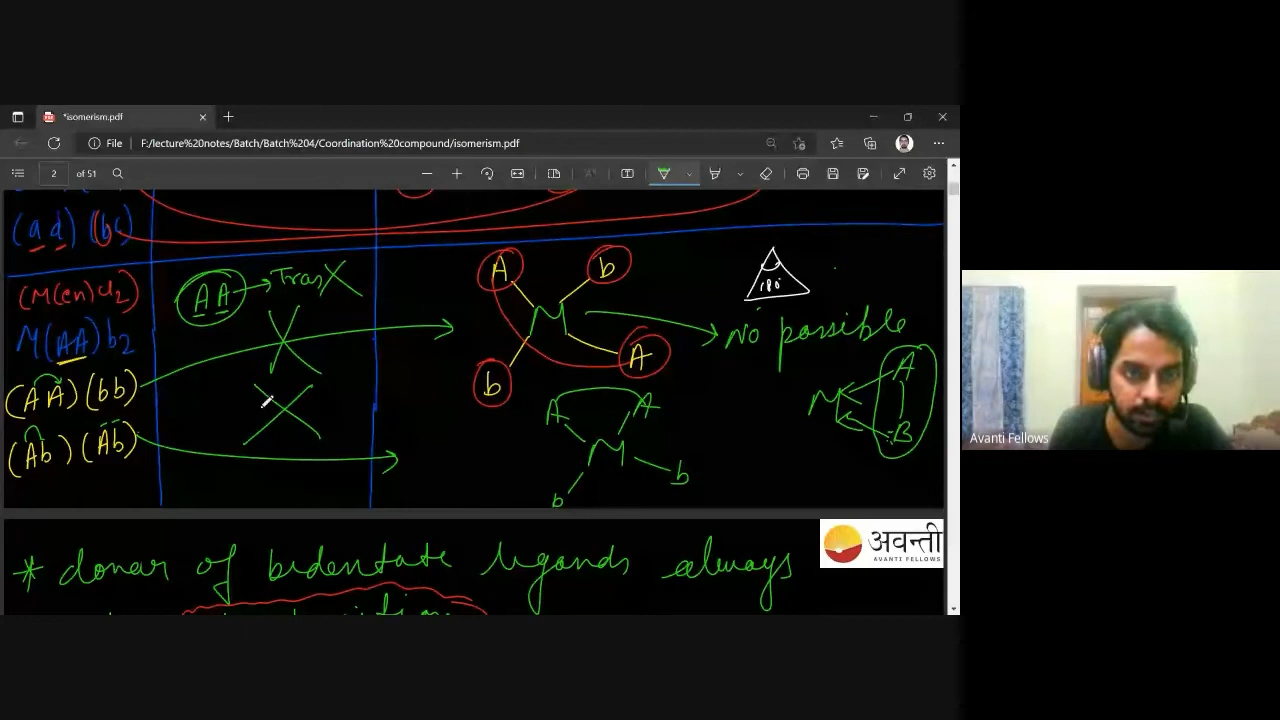 *isomerism.pdf
File F:/lecture%20notes/Batch/Batch%204/Coordination%20compound/isomerism.pdf
2 of 51
(a d) (bc)
(M(en)cl2)
M(AA)b2
(AA)(bb)
(Ab)(Ab)
AA → Trans X
A b
M
b A
180°
No possible
A A
M
b b
M A
B
Avanti Fellows
अवन्ती
AVANTI FELLOWS
* donar of bidentate ligands always